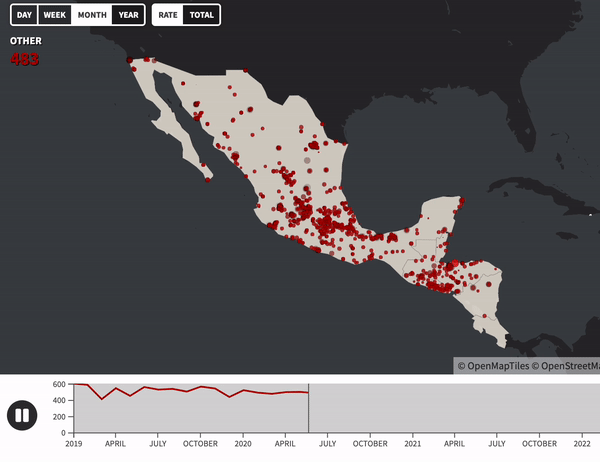 DAY WEEK MONTH YEAR RATE TOTAL
OTHER
483
© OpenMapTiles © OpenStreetMa
600
400
200
0
2019 APRIL JULY OCTOBER 2020 APRIL JULY OCTOBER 2021 APRIL JULY OCTOBER 2022